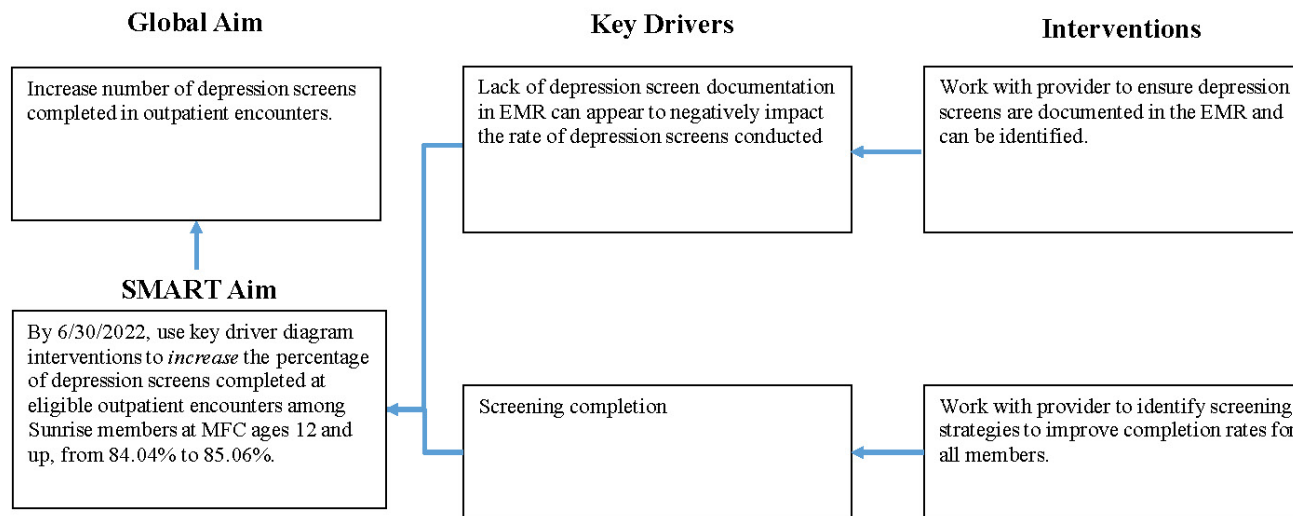 Global Aim
Key Drivers
Interventions
Increase number of depression screens
completed in outpatient encounters.
Lack of depression screen documentation
in EMR can appear to negatively impact
the rate of depression screens conducted
Work with provider to ensure depression
screens are documented in the EMR and
can be identified.
SMART Aim
By 6/30/2022, use key driver diagram
interventions to increase the percentage
of depression screens completed at
eligible outpatient encounters among
Sunrise members at MFC ages 12 and
up, from 84.04% to 85.06%.
Screening completion
Work with provider to identify screening
strategies to improve completion rates for
all members.